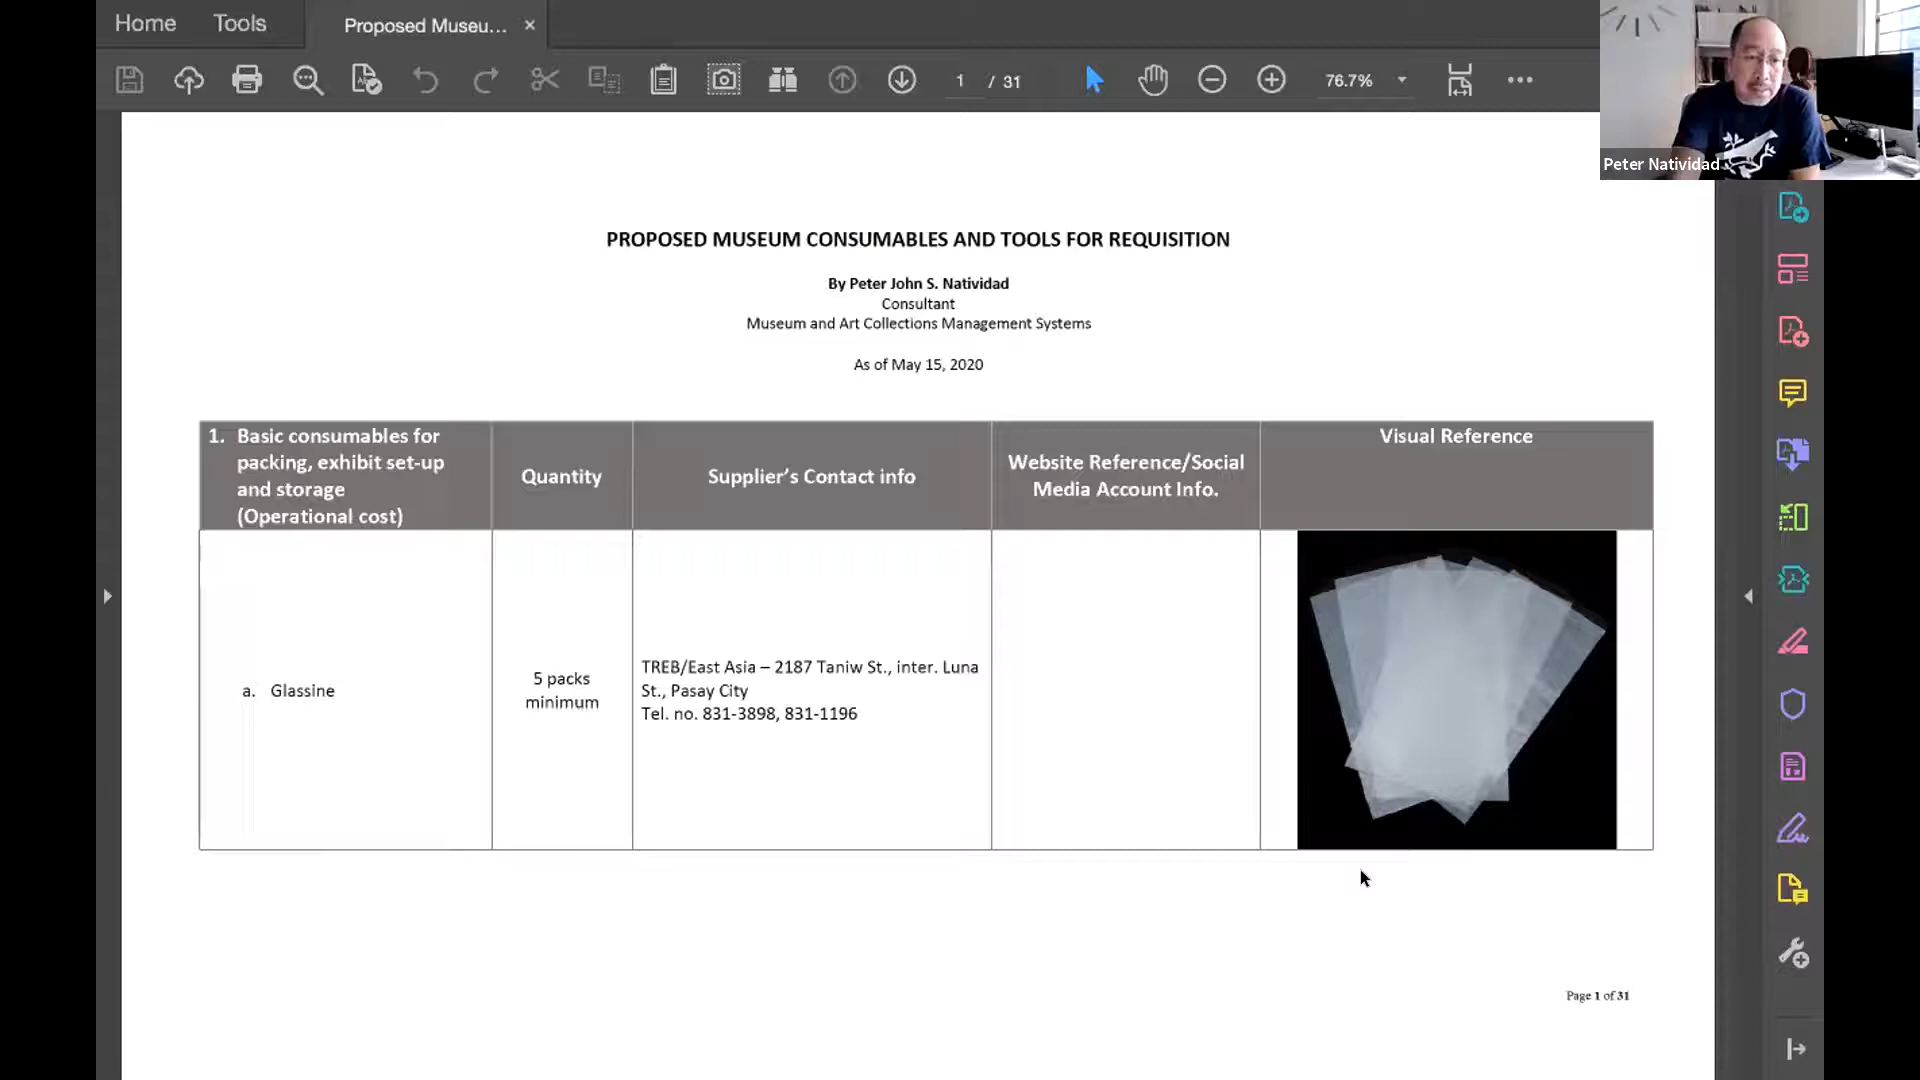 Home Tools Proposed Museu...
1 / 31 76.7%
Peter Natividad
PROPOSED MUSEUM CONSUMABLES AND TOOLS FOR REQUISITION
By Peter John S. Natividad
Consultant
Museum and Art Collections Management Systems
As of May 15, 2020
1. Basic consumables for
packing, exhibit set-up
and storage
(Operational cost)
Quantity
Supplier's Contact info
Website Reference/Social
Media Account Info.
Visual Reference
a. Glassine
5 packs
minimum
TREB/East Asia – 2187 Taniw St., inter. Luna
St., Pasay City
Tel. no. 831-3898, 831-1196
Page 1 of 31